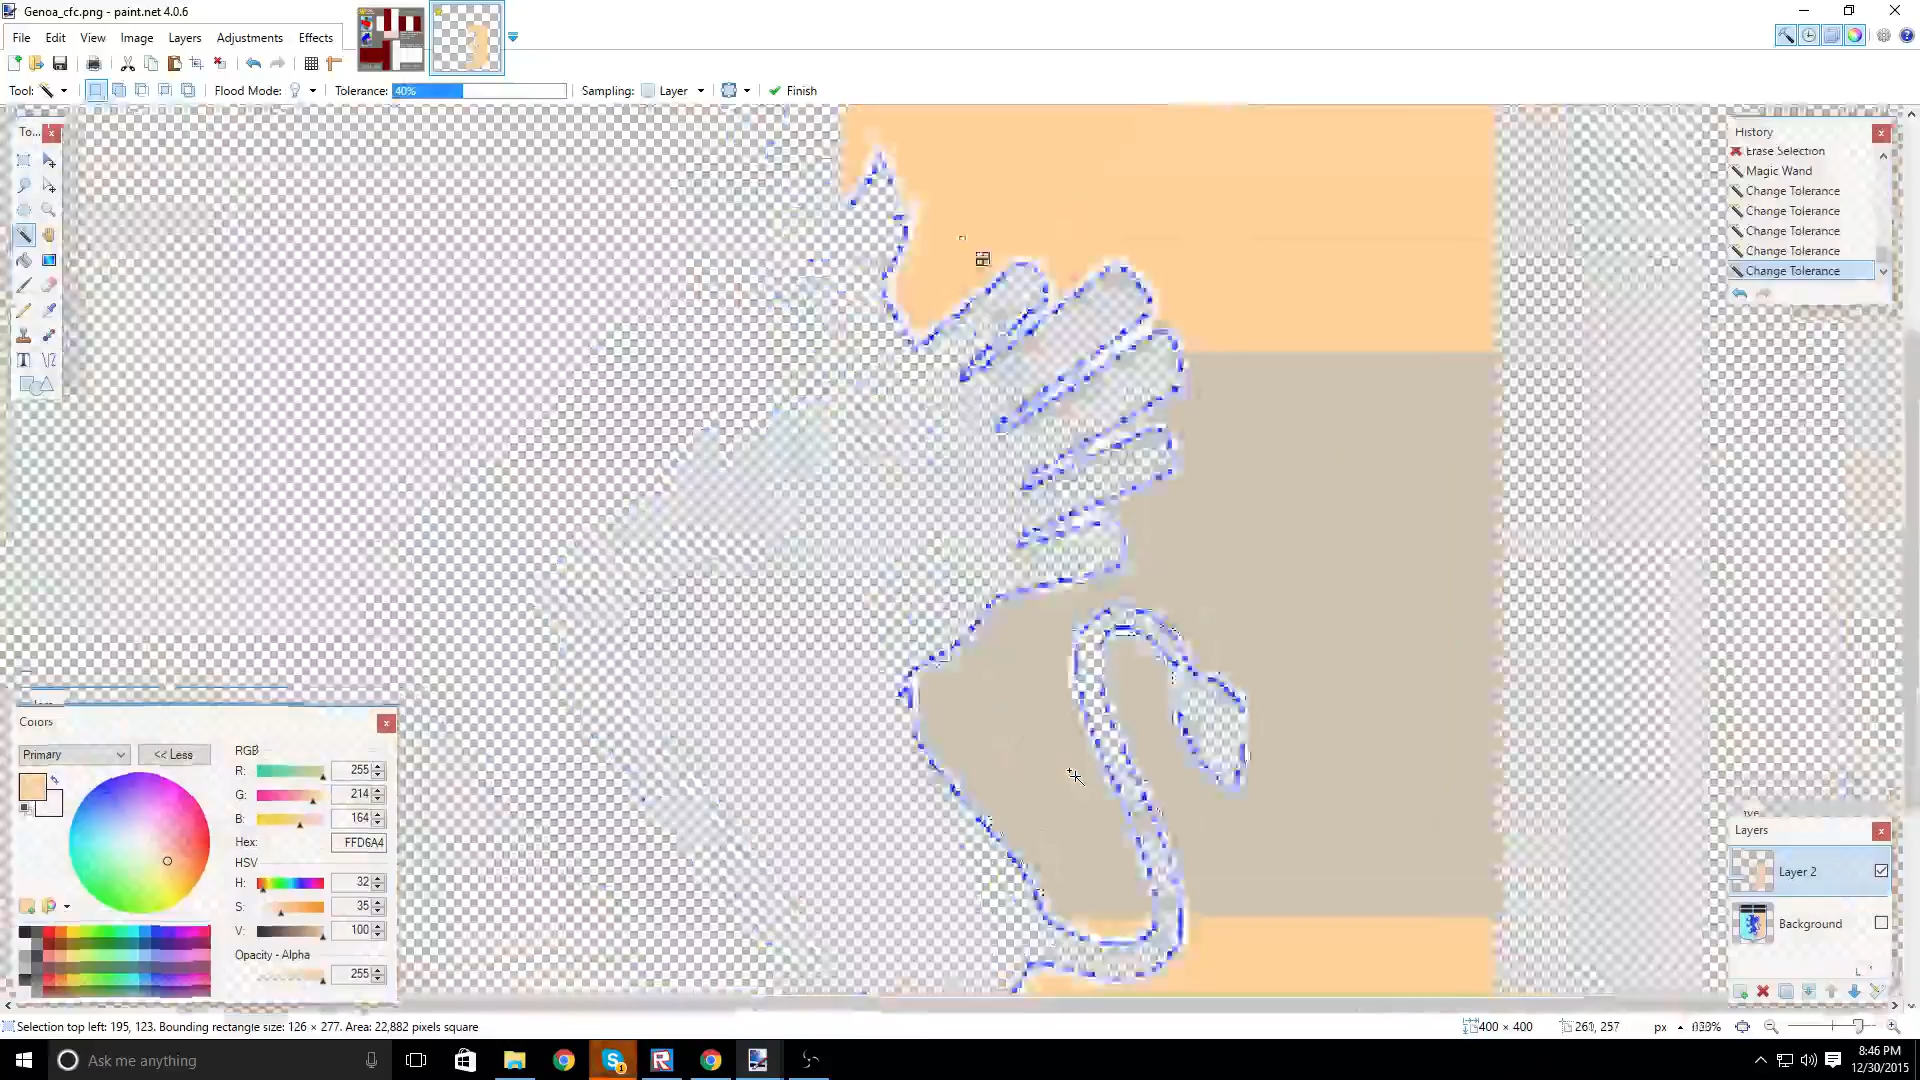 Genoa_cfc.png - paint.net 4.0.6
File Edit View Image Layers Adjustments Effects
Tool: Flood Mode: Tolerance: 40% Sampling: Layer Finish
To...
History
Erase Selection
Magic Wand
Change Tolerance
Change Tolerance
Change Tolerance
Change Tolerance
Change Tolerance
Colors
Primary << Less
RGB
R: 255
G: 214
B: 164
Hex: FFD6A4
HSV
H: 32
S: 35
V: 100
Opacity - Alpha
255
Layers
Layer 2
Background
Selection top left: 195, 123. Bounding rectangle size: 126 × 277. Area: 22,882 pixels square
400 × 400 261, 257 px
Ask me anything
8:46 PM
12/30/2015